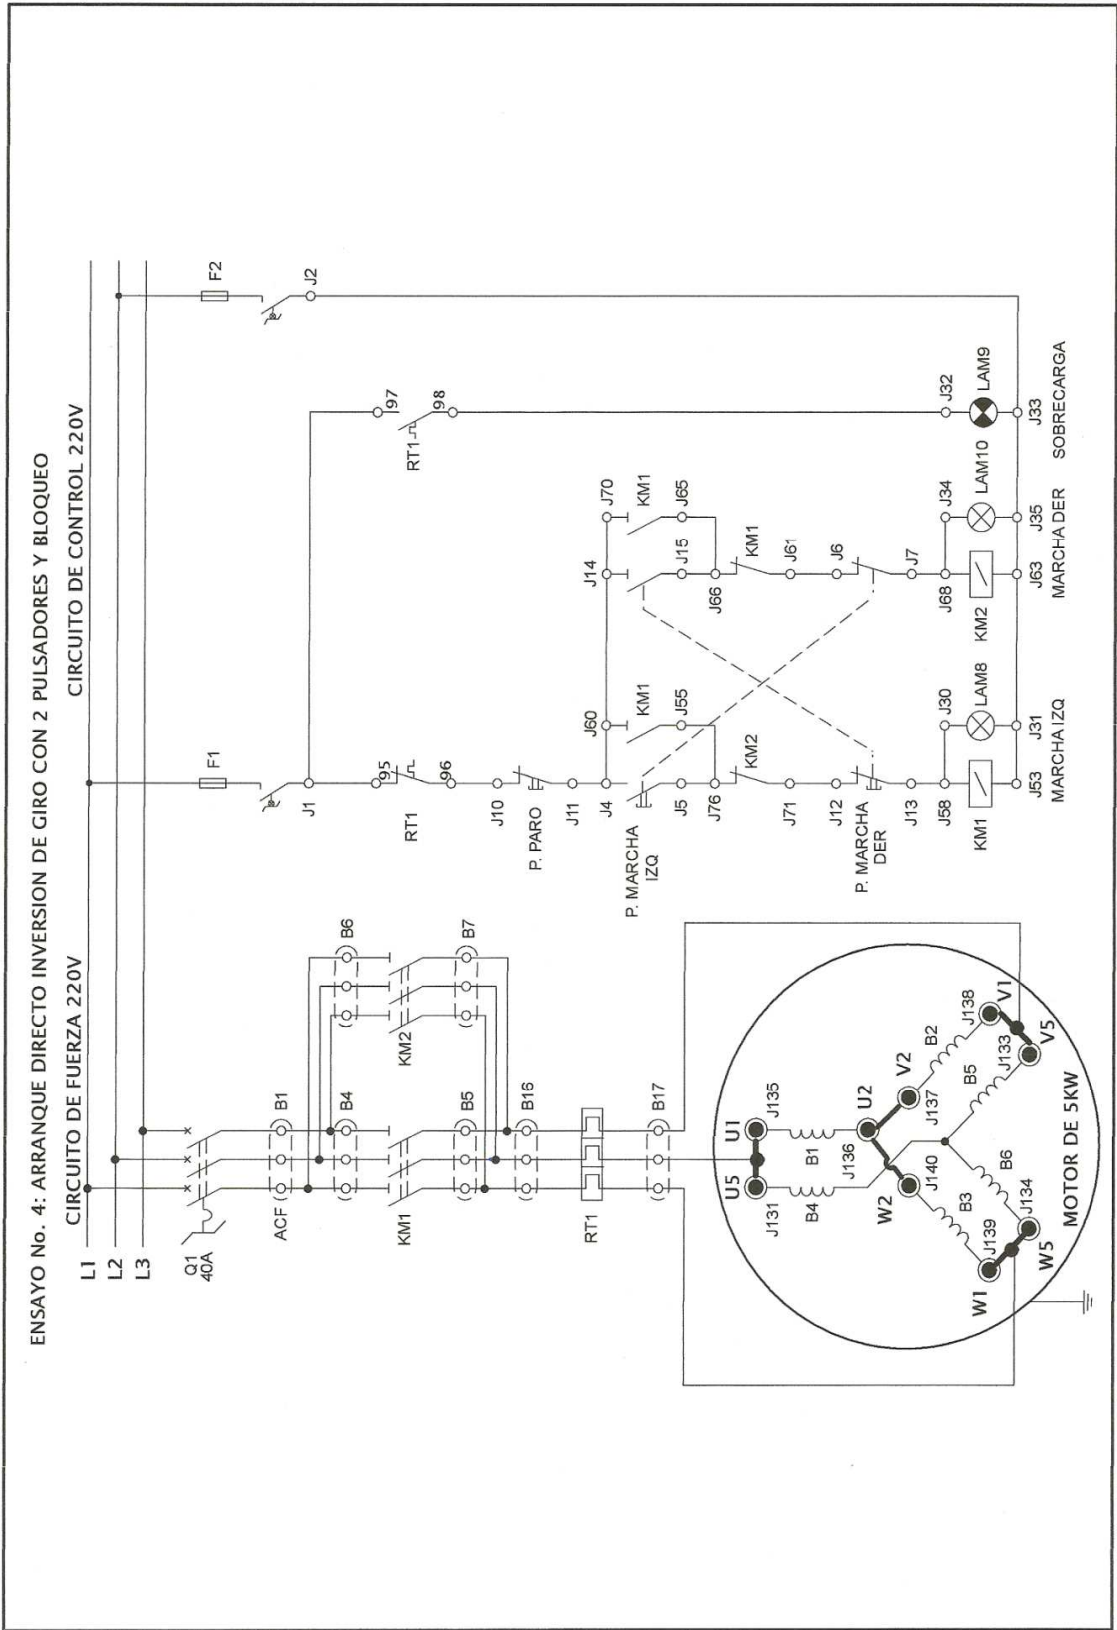 ENSAYO No. 4: ARRANQUE DIRECTO INVERSION DE GIRO CON 2 PULSADORES Y BLOQUEO
CIRCUITO DE FUERZA 220V
CIRCUITO DE CONTROL 220V
L1
L2
L3
Q1
40A
ACF
B1
B4
B6
KM1
KM2
B5
B7
B16
RT1
B17
U5
U1
J131
J135
B4
B1
J136
U2
W2
V2
J140
J137
B3
B2
B5
B6
J139
J134
J133
J138
W1
W5
V5
V1
MOTOR DE 5KW
F1
F2
J1
J2
95
RT1
96
97
RT1
98
J10
P. PARO
J11
J4
J60
J14
J70
P. MARCHA
IZQ
KM1
KM1
J5
J55
J15
J65
J76
J66
KM2
KM1
J71
J61
J12
J6
P. MARCHA
DER
J13
J7
J58
J30
J68
J34
J32
KM1
LAM8
KM2
LAM10
LAM9
J53
J31
J63
J35
J33
MARCHA IZQ
MARCHA DER
SOBRECARGA